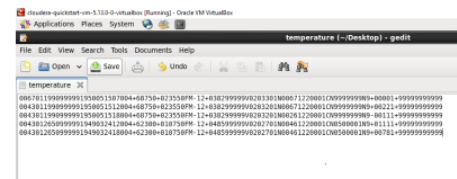 cloudera-quickstart-vm-5.13.0-0-virtualbox [Running] - Oracle VM VirtualBox
Applications Places System
temperature (~/Desktop) - gedit
File Edit View Search Tools Documents Help
Open Save Undo
temperature
0067011990999991950051507004+68750+023550FM-12+038299999V0203301N00671220001CN9999999N9+00001+99999999999
0043011990999991950051512004+68750+023550FM-12+038299999V0203201N00671220001CN9999999N9+00221+99999999999
0043011990999991950051518004+68750+023550FM-12+038299999V0203201N00261220001CN9999999N9-00111+99999999999
0043012650999991949032412004+62300+010750FM-12+048599999V0202701N00461220001CN0500001N9+01111+99999999999
0043012650999991949032418004+62300+010750FM-12+048599999V0202701N00461220001CN0500001N9+00781+99999999999